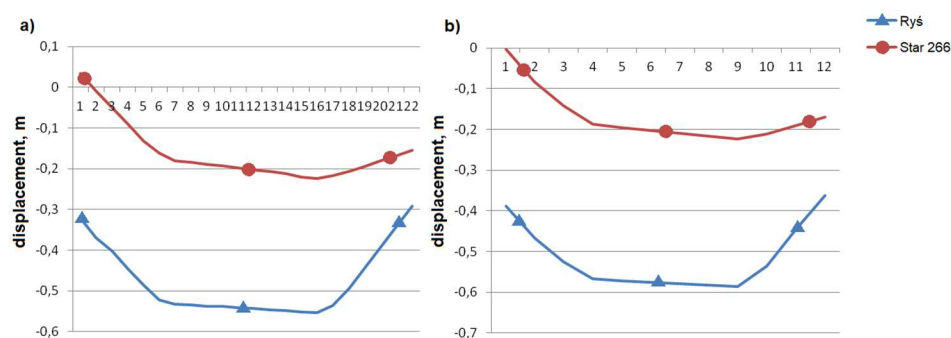 a)
0,1
0
-0,1
-0,2
-0,3
-0,4
-0,5
-0,6
displacement, m
1 2 3 4 5 6 7 8 9 10 11 12 13 14 15 16 17 18 19 20 21 22
b)
0
-0,1
-0,2
-0,3
-0,4
-0,5
-0,6
-0,7
displacement, m
1 2 3 4 5 6 7 8 9 10 11 12
Ryś
Star 266